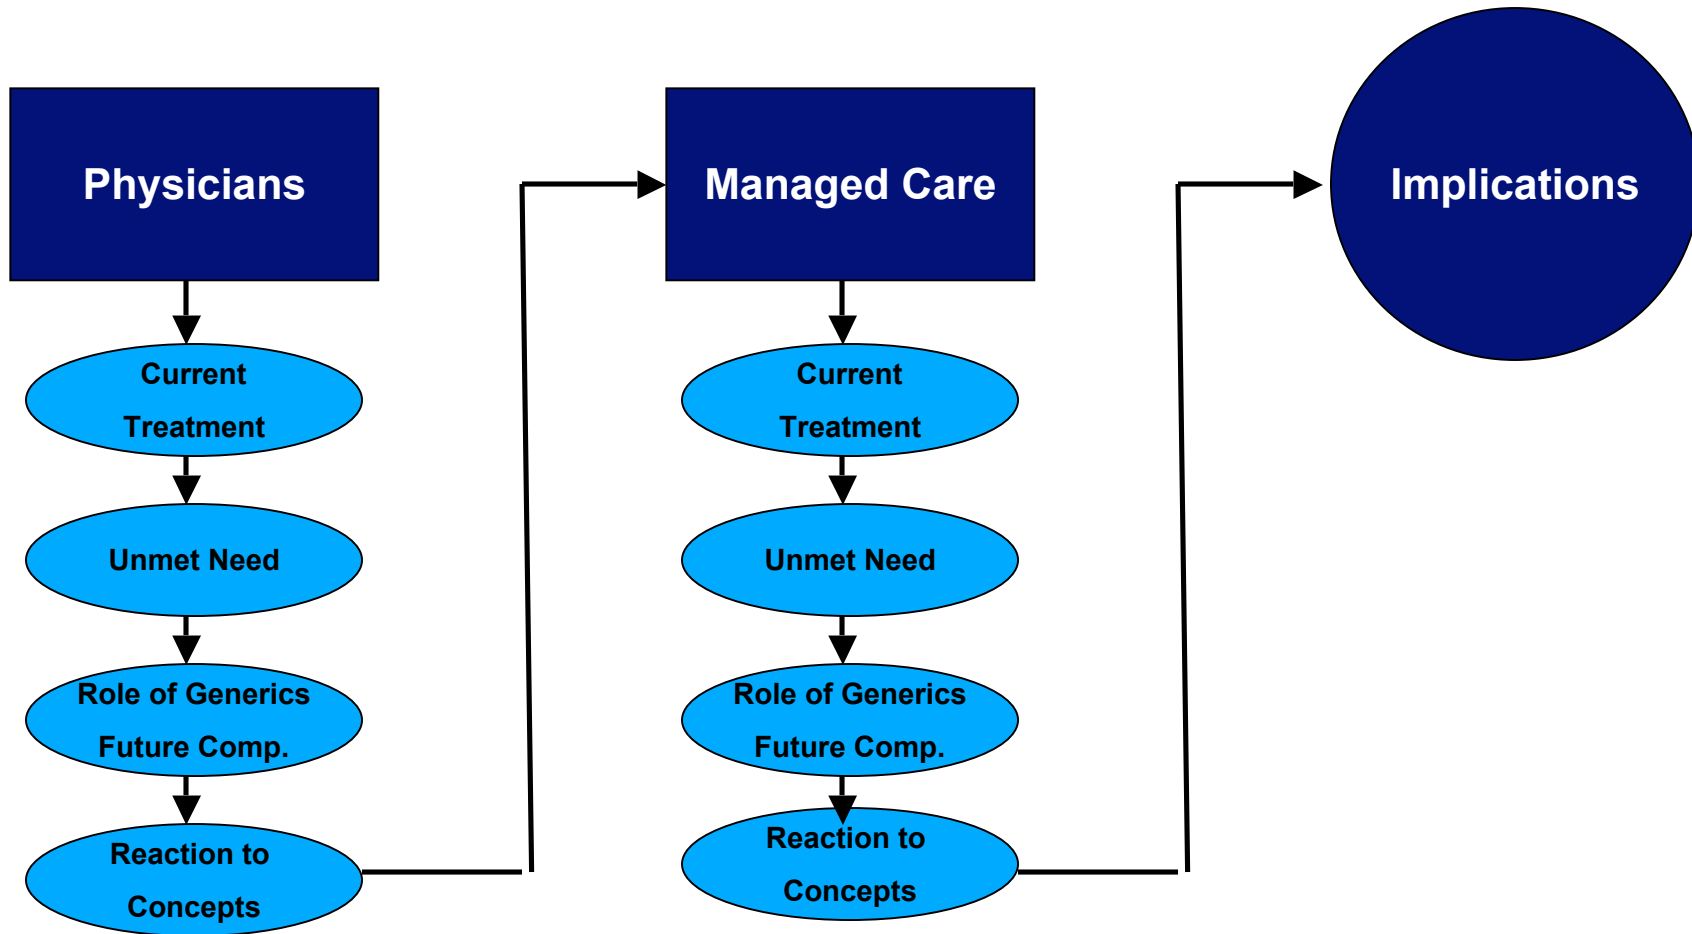 Physicians
Current
Treatment
Unmet Need
Role of Generics
Future Comp.
Reaction to
Concepts
Managed Care
Current
Treatment
Unmet Need
Role of Generics
Future Comp.
Reaction to
Concepts
Implications